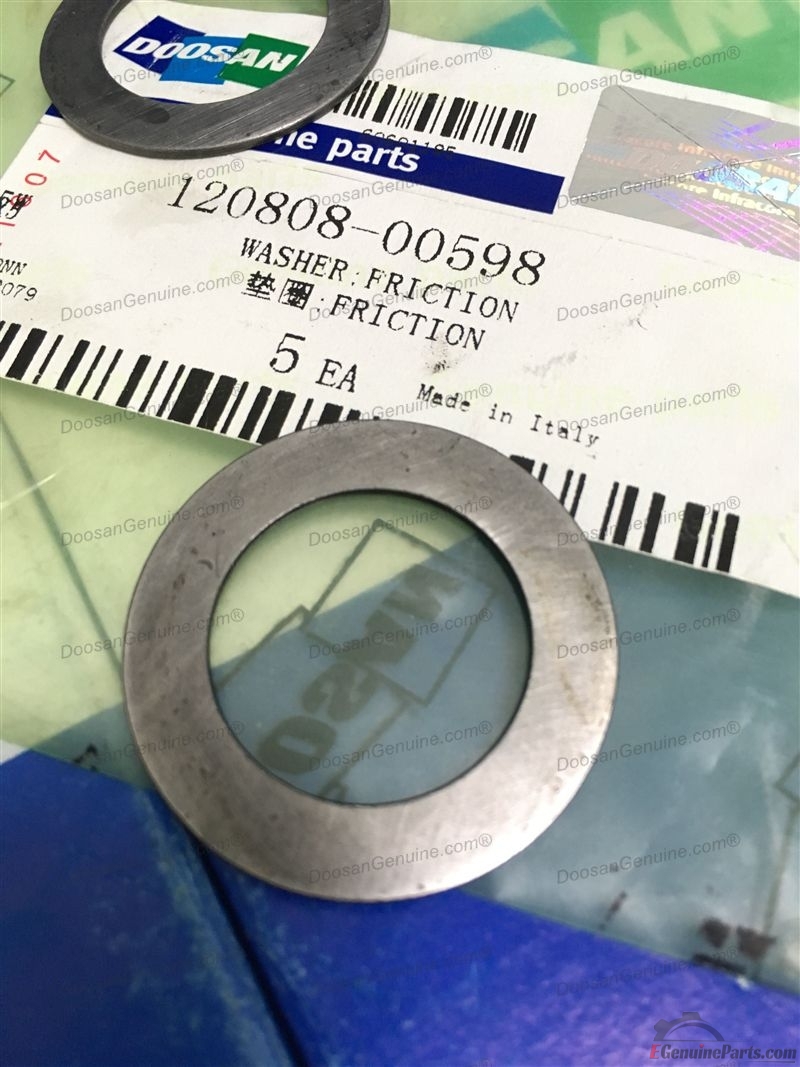 DOOSAN
ne parts
120808-00598
WASHER;FRICTION
垫圈;FRICTION
5 EA
Made in Italy
DOOSAN
DoosanGenuine.com®
EGenuineParts.com